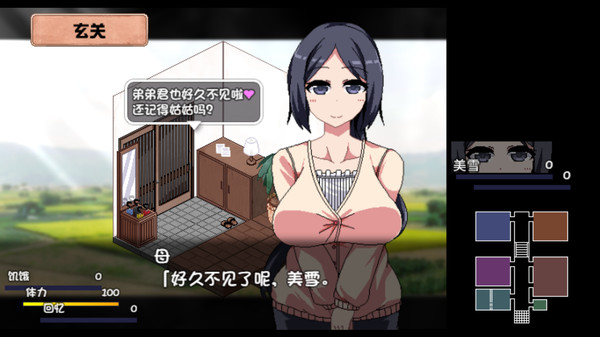 玄关
弟弟君也好久不见啦♥
还记得姑姑吗?
美雪
0
0
饥饿 0
体力 100
回忆 0
母
「好久不见了呢，美雪。